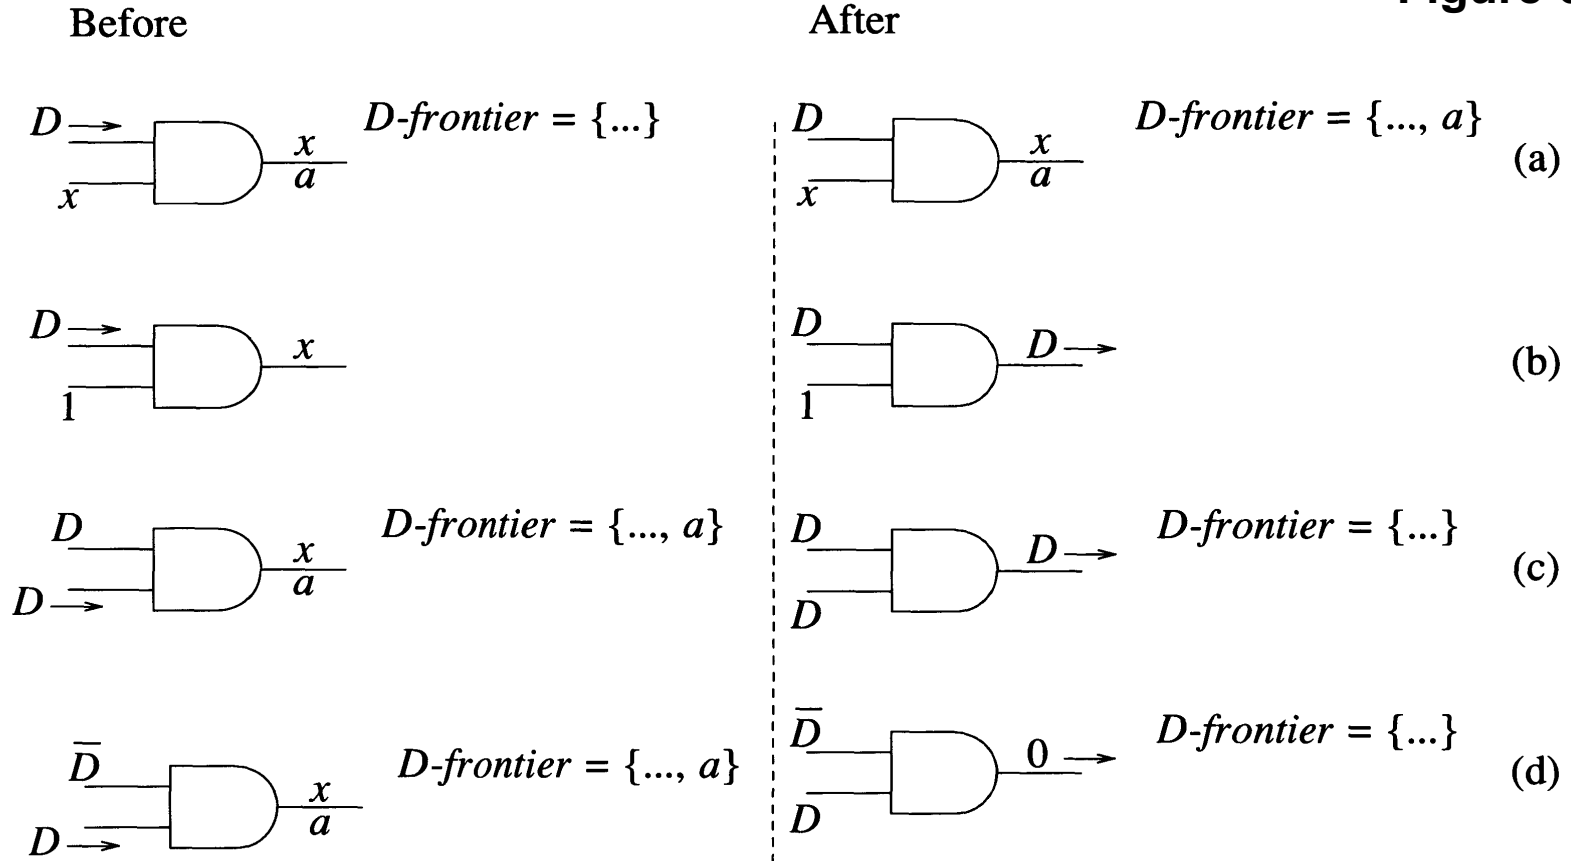 Before After
D D-frontier = {...} D D-frontier = {..., a}
x x
a a (a)
x x
D D
x D (b)
1 1
D D-frontier = {..., a} D D-frontier = {...}
x D
a (c)
D D
D̅ D-frontier = {..., a} D̅ D-frontier = {...}
x 0
a (d)
D D